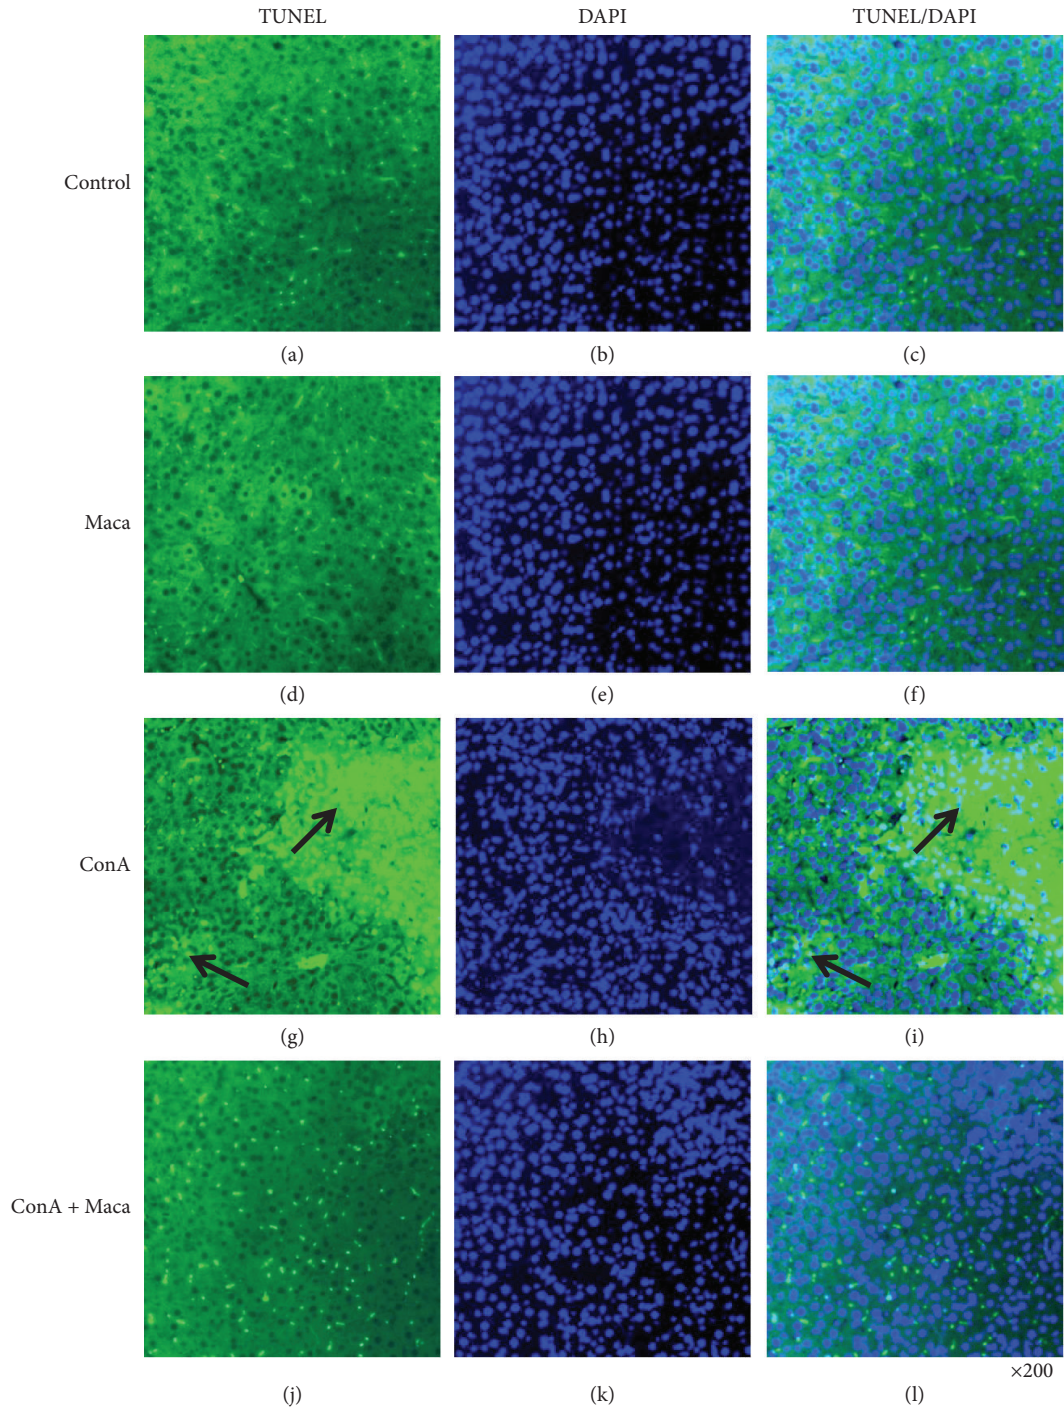 TUNEL DAPI TUNEL/DAPI
Control
(a) (b) (c)
Maca
(d) (e) (f)
ConA
(g) (h) (i)
ConA + Maca
×200
(j) (k) (l)